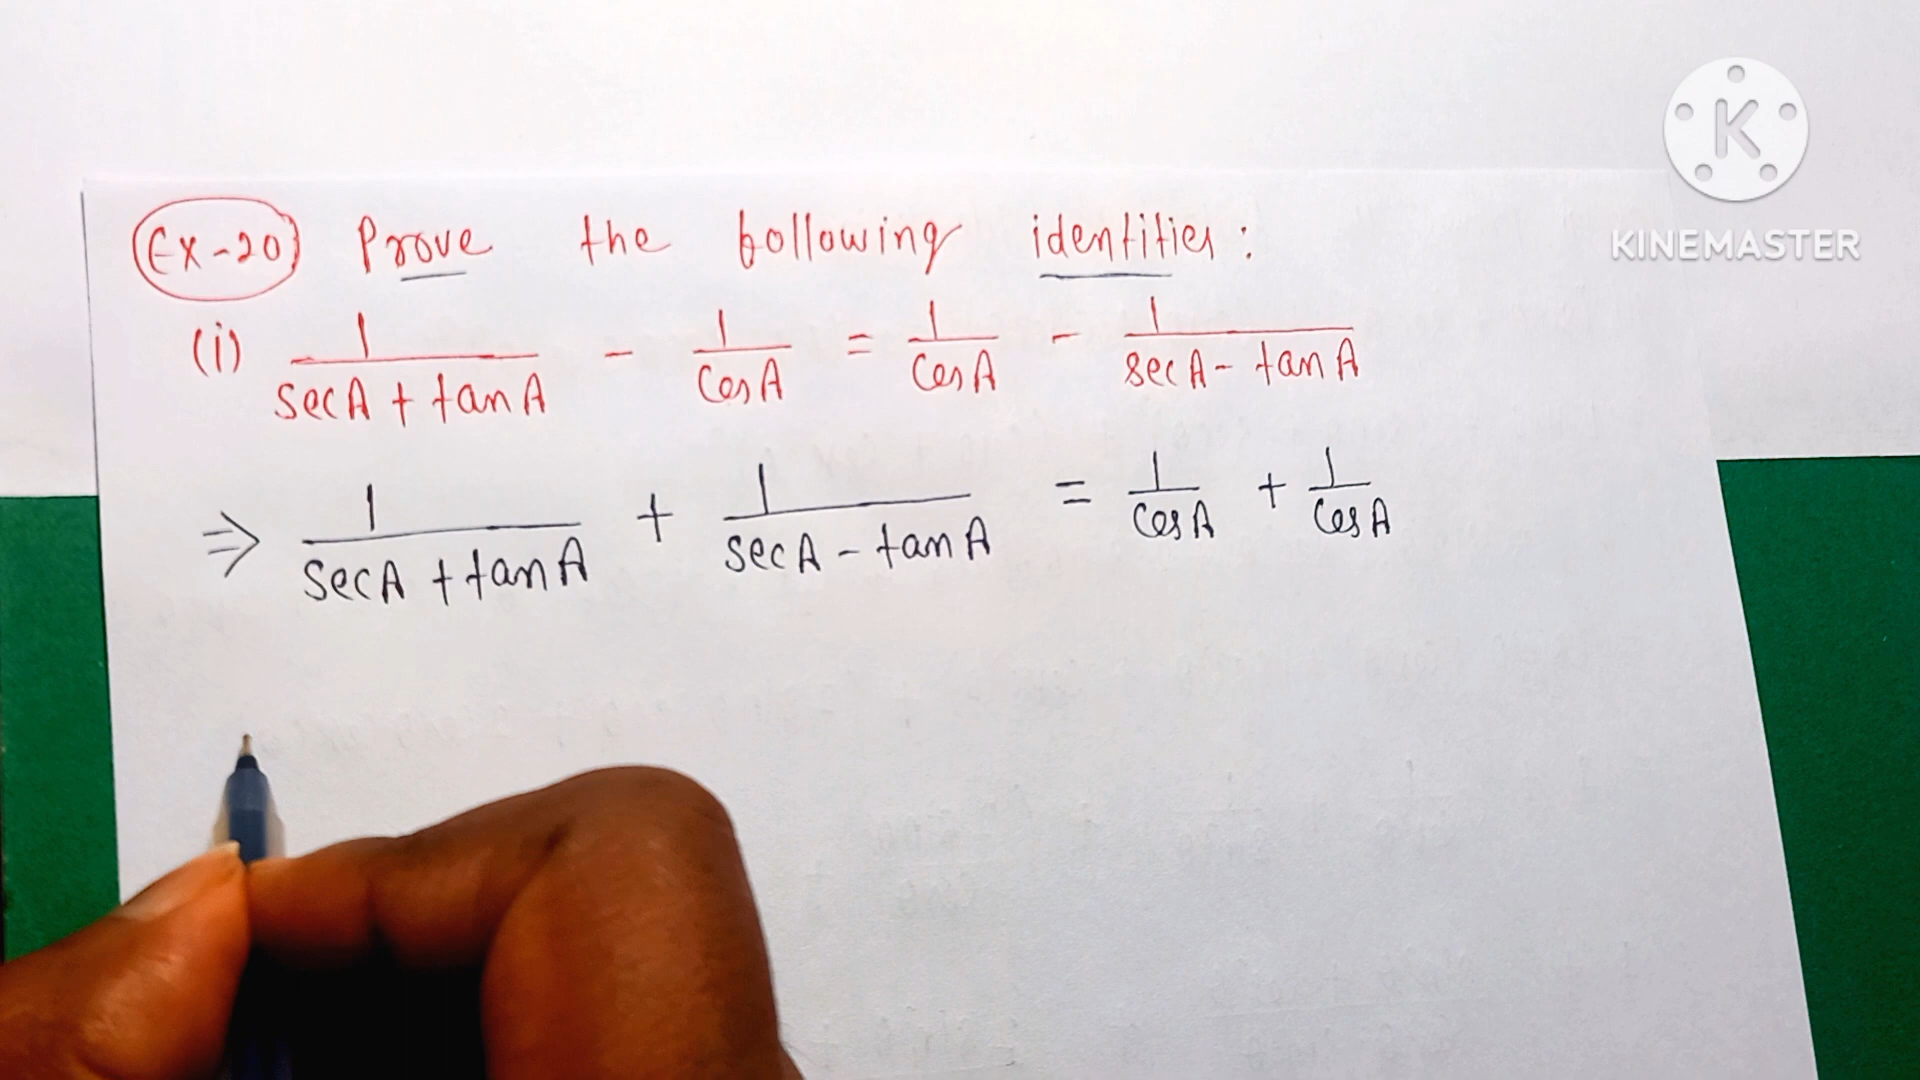 Ex-20 Prove the following identities:
(i) 1/(secA + tanA) - 1/cosA = 1/cosA - 1/(secA - tanA)
⇒ 1/(secA + tanA) + 1/(secA - tanA) = 1/cosA + 1/cosA
K
KINEMASTER